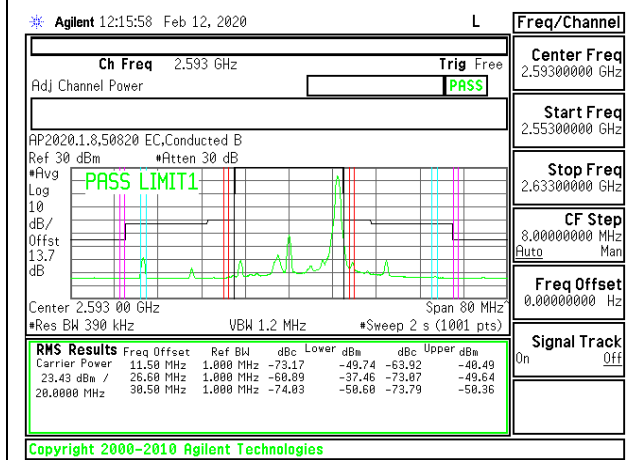 Agilent 12:15:58 Feb 12, 2020 L
Freq/Channel
Ch Freq 2.593 GHz Trig Free
Adj Channel Power PASS
Center Freq
2.59300000 GHz
Start Freq
2.55300000 GHz
Stop Freq
2.63300000 GHz
CF Step
8.00000000 MHz
Auto Man
Freq Offset
0.00000000 Hz
Signal Track
On Off
AP2020.1.8,50820 EC,Conducted B
Ref 30 dBm #Atten 30 dB
#Avg
Log
10
dB/
Offst
13.7
dB
PASS LIMIT1
Center 2.593 00 GHz Span 80 MHz
#Res BW 390 kHz VBW 1.2 MHz #Sweep 2 s (1001 pts)
RMS Results Freq Offset Ref BW dBc Lower dBm dBc Upper dBm
Carrier Power 11.50 MHz 1.000 MHz -73.17 -49.74 -63.92 -40.49
23.43 dBm / 26.60 MHz 1.000 MHz -60.89 -37.46 -73.07 -49.64
20.0000 MHz 30.50 MHz 1.000 MHz -74.03 -50.60 -73.79 -50.36
Copyright 2000-2010 Agilent Technologies